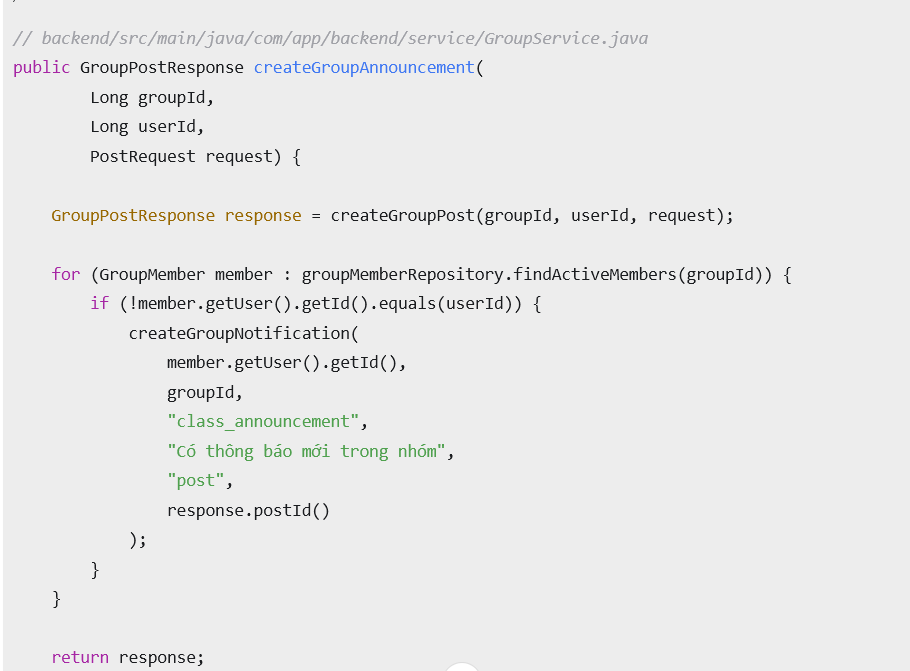 // backend/src/main/java/com/app/backend/service/GroupService.java
public GroupPostResponse createGroupAnnouncement(
        Long groupId,
        Long userId,
        PostRequest request) {
    GroupPostResponse response = createGroupPost(groupId, userId, request);
    for (GroupMember member : groupMemberRepository.findActiveMembers(groupId)) {
        if (!member.getUser().getId().equals(userId)) {
            createGroupNotification(
                member.getUser().getId(),
                groupId,
                "class_announcement",
                "Có thông báo mới trong nhóm",
                "post",
                response.postId()
            );
        }
    }
    return response;